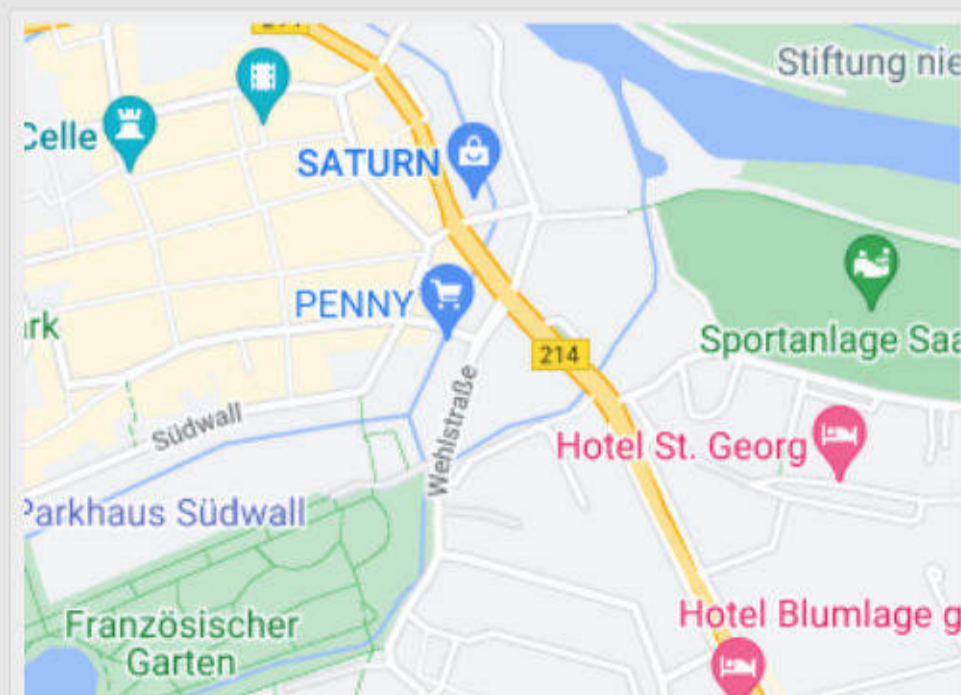 Stiftung nie
Celle
SATURN
PENNY
ark
214
Sportanlage Saa
Südwall
Wehlstraße
Hotel St. Georg
Parkhaus Südwall
Französischer
Garten
Hotel Blumlage g